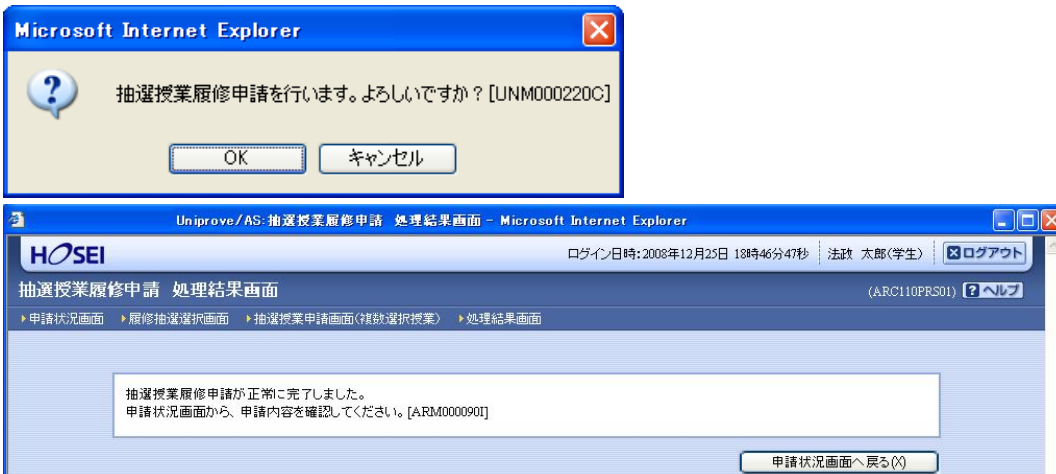 Microsoft Internet Explorer
抽選授業履修申請を行います。よろしいですか？[UNM000220C]
OK キャンセル
Uniprove/AS:抽選授業履修申請 処理結果画面 - Microsoft Internet Explorer
HOSEI ログイン日時:2008年12月25日 18時46分47秒 法政 太郎(学生) ログアウト
抽選授業履修申請 処理結果画面 (ARC110PRS01) ? ヘルプ
申請状況画面 履修抽選選択画面 抽選授業申請画面(複数選択授業) 処理結果画面
抽選授業履修申請が正常に完了しました。
申請状況画面から、申請内容を確認してください。[ARM000090I]
申請状況画面へ戻る(X)